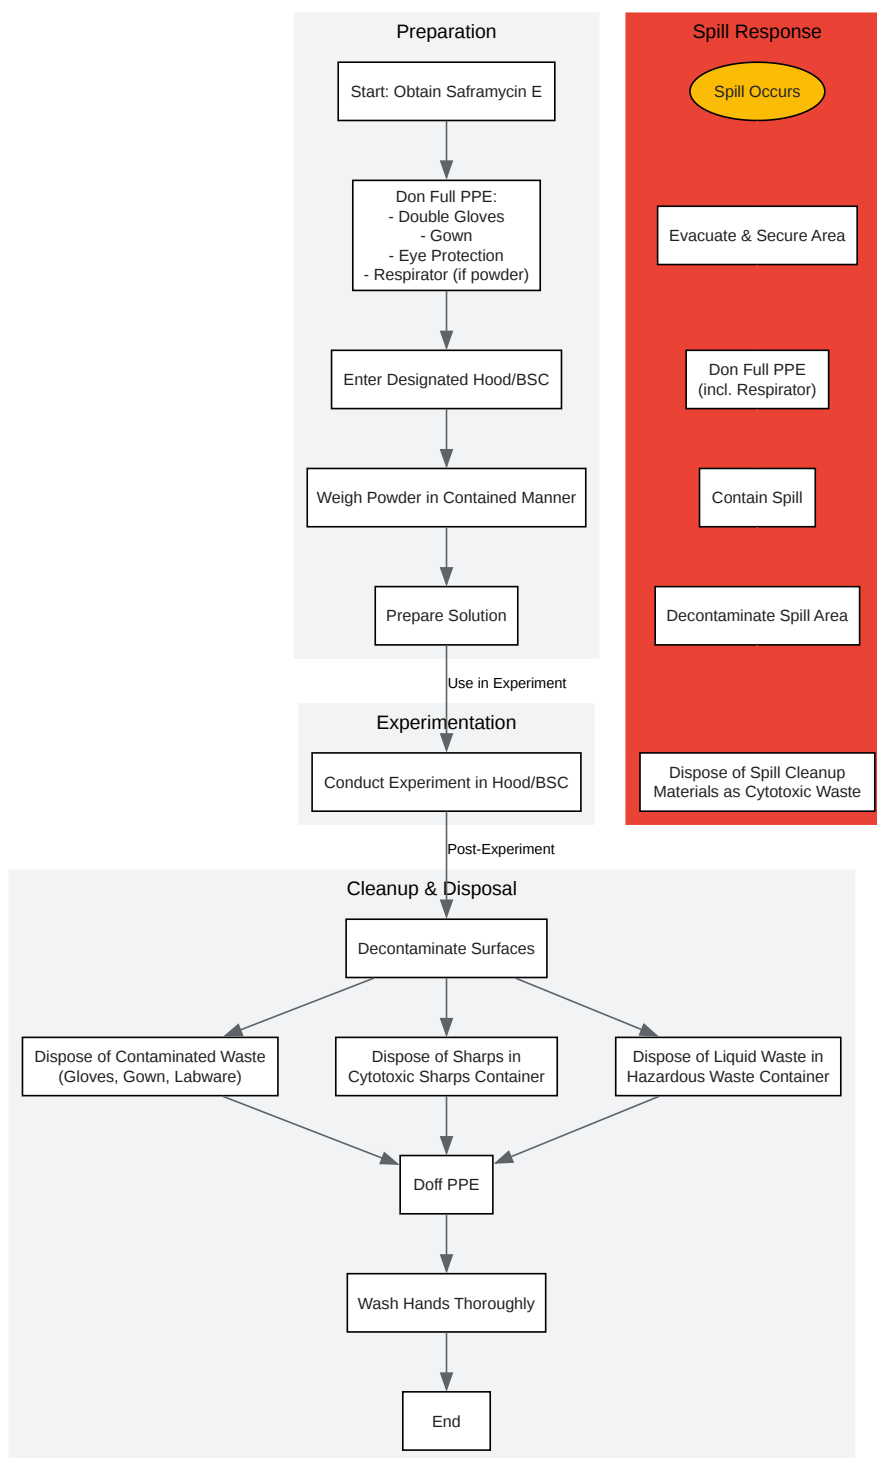 Preparation
Start: Obtain Saframycin E
Don Full PPE:
- Double Gloves
- Gown
- Eye Protection
- Respirator (if powder)
Enter Designated Hood/BSC
Weigh Powder in Contained Manner
Prepare Solution
Use in Experiment
Experimentation
Conduct Experiment in Hood/BSC
Post-Experiment
Spill Response
Spill Occurs
Evacuate & Secure Area
Don Full PPE
(incl. Respirator)
Contain Spill
Decontaminate Spill Area
Dispose of Spill Cleanup
Materials as Cytotoxic Waste
Cleanup & Disposal
Decontaminate Surfaces
Dispose of Contaminated Waste
(Gloves, Gown, Labware)
Dispose of Sharps in
Cytotoxic Sharps Container
Dispose of Liquid Waste in
Hazardous Waste Container
Doff PPE
Wash Hands Thoroughly
End